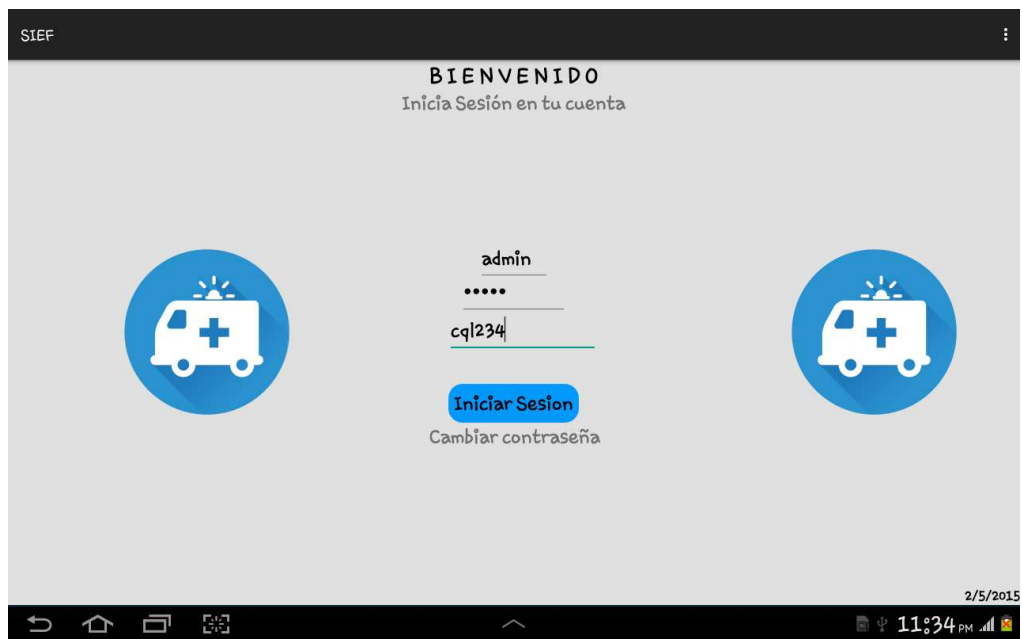 SIEF
BIENVENIDO
Inicia Sesión en tu cuenta
admin
•••••
cql234
Iniciar Sesion
Cambiar contraseña
2/5/2015
11:34 PM